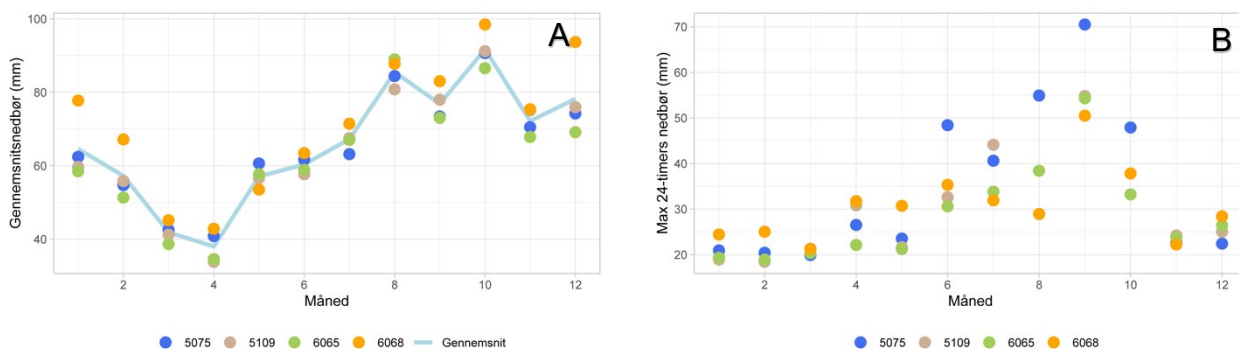 A
Gennemsnitsnedbør (mm)
100
80
60
40
2 4 6 8 10 12
Måned
5075 5109 6065 6068 Gennemsnit
B
Max 24-timers nedbør (mm)
70
60
50
40
30
20
2 4 6 8 10 12
Måned
5075 5109 6065 6068